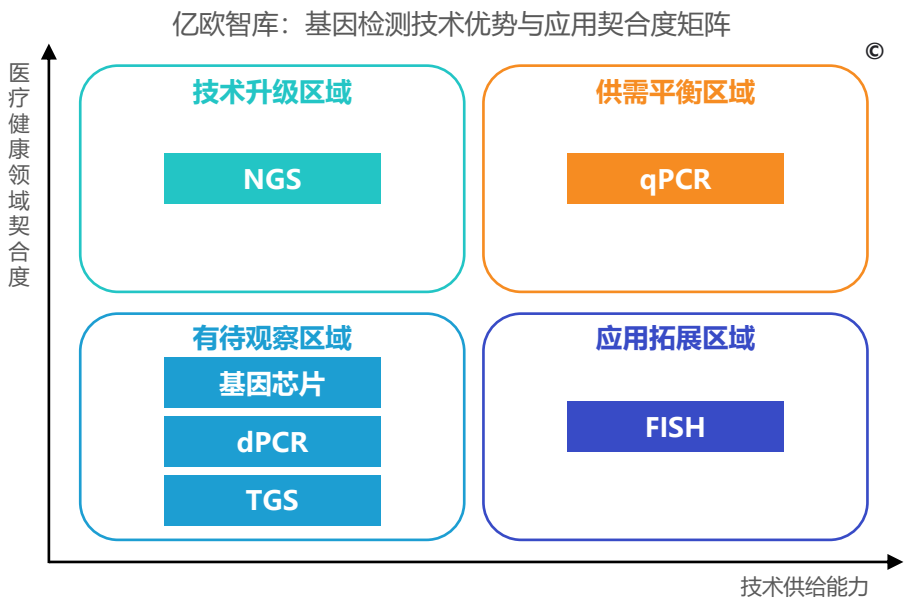 亿欧智库：基因检测技术优势与应用契合度矩阵
©
医疗健康领域契合度
技术升级区域
NGS
供需平衡区域
qPCR
有待观察区域
基因芯片
dPCR
TGS
应用拓展区域
FISH
技术供给能力